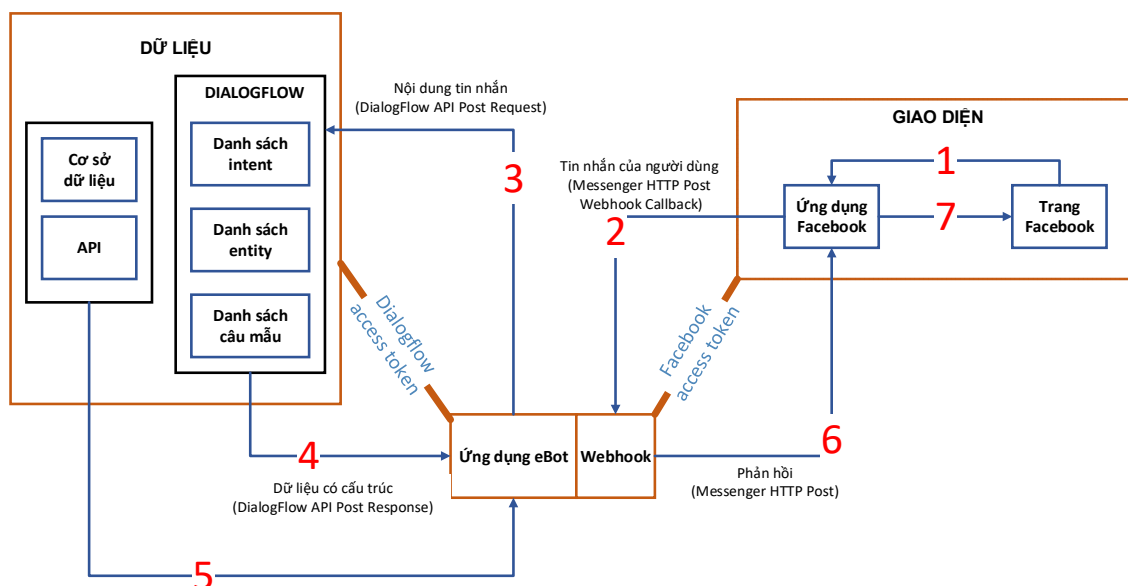 DỮ LIỆU
DIALOGFLOW
Danh sách
intent
Danh sách
entity
Danh sách
câu mẫu
Cơ sở
dữ liệu
API
Nội dung tin nhắn
(DialogFlow API Post Request)
3
Tin nhắn của người dùng
(Messenger HTTP Post
Webhook Callback)
2
GIAO DIỆN
1
Ứng dụng
Facebook
7
Trang
Facebook
Dialogflow
access token
Facebook
access token
4
Dữ liệu có cấu trúc
(DialogFlow API Post Response)
Ứng dụng eBot
Webhook
6
Phản hồi
(Messenger HTTP Post)
5